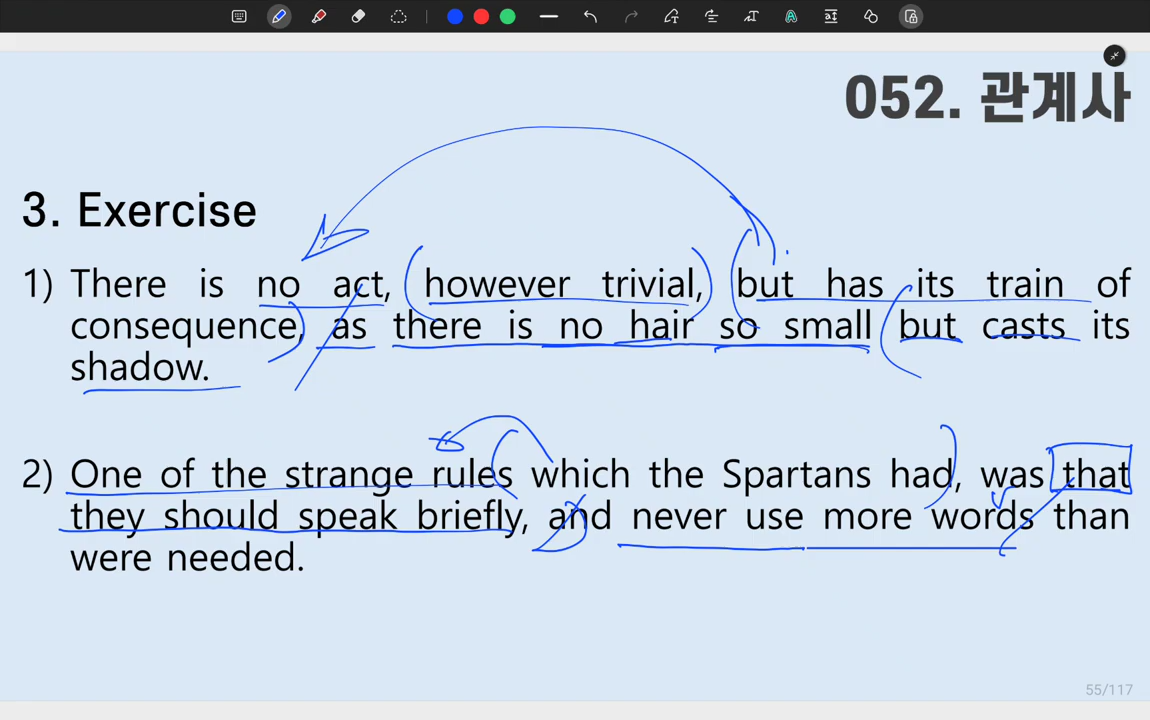 052. 관계사
3. Exercise
1) There is no act, however trivial, but has its train of
consequence, as there is no hair so small but casts its
shadow.
2) One of the strange rules which the Spartans had, was that
they should speak briefly, and never use more words than
were needed.
55/117